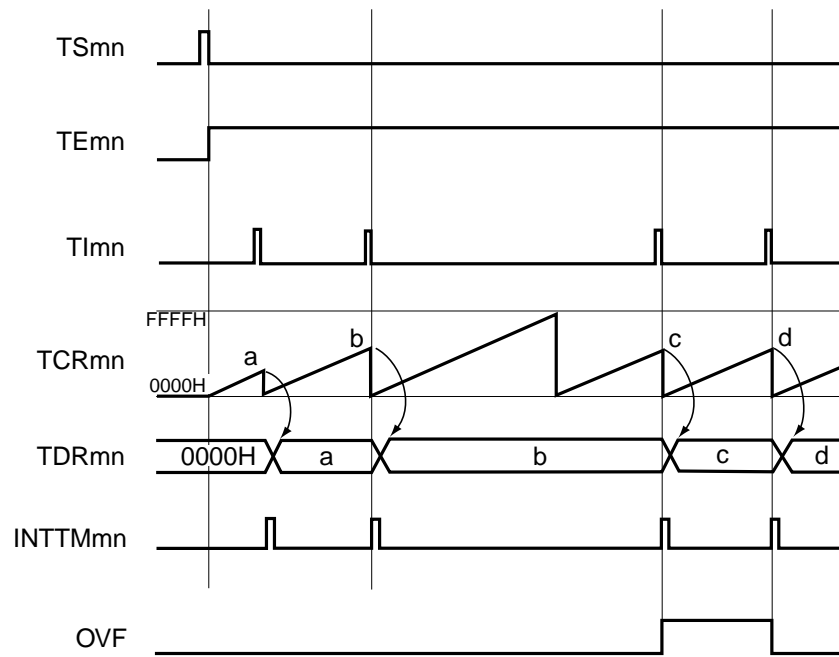 TSmn
TEmn
TImn
FFFFH
TCRmn
a
b
c
d
0000H
TDRmn
0000H
a
b
c
d
INTTMmn
OVF